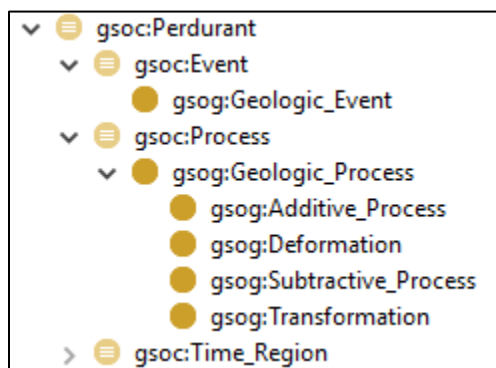 gsoc:Perdurant
gsoc:Event
gsog:Geologic_Event
gsoc:Process
gsog:Geologic_Process
gsog:Additive_Process
gsog:Deformation
gsog:Subtractive_Process
gsog:Transformation
gsoc:Time_Region